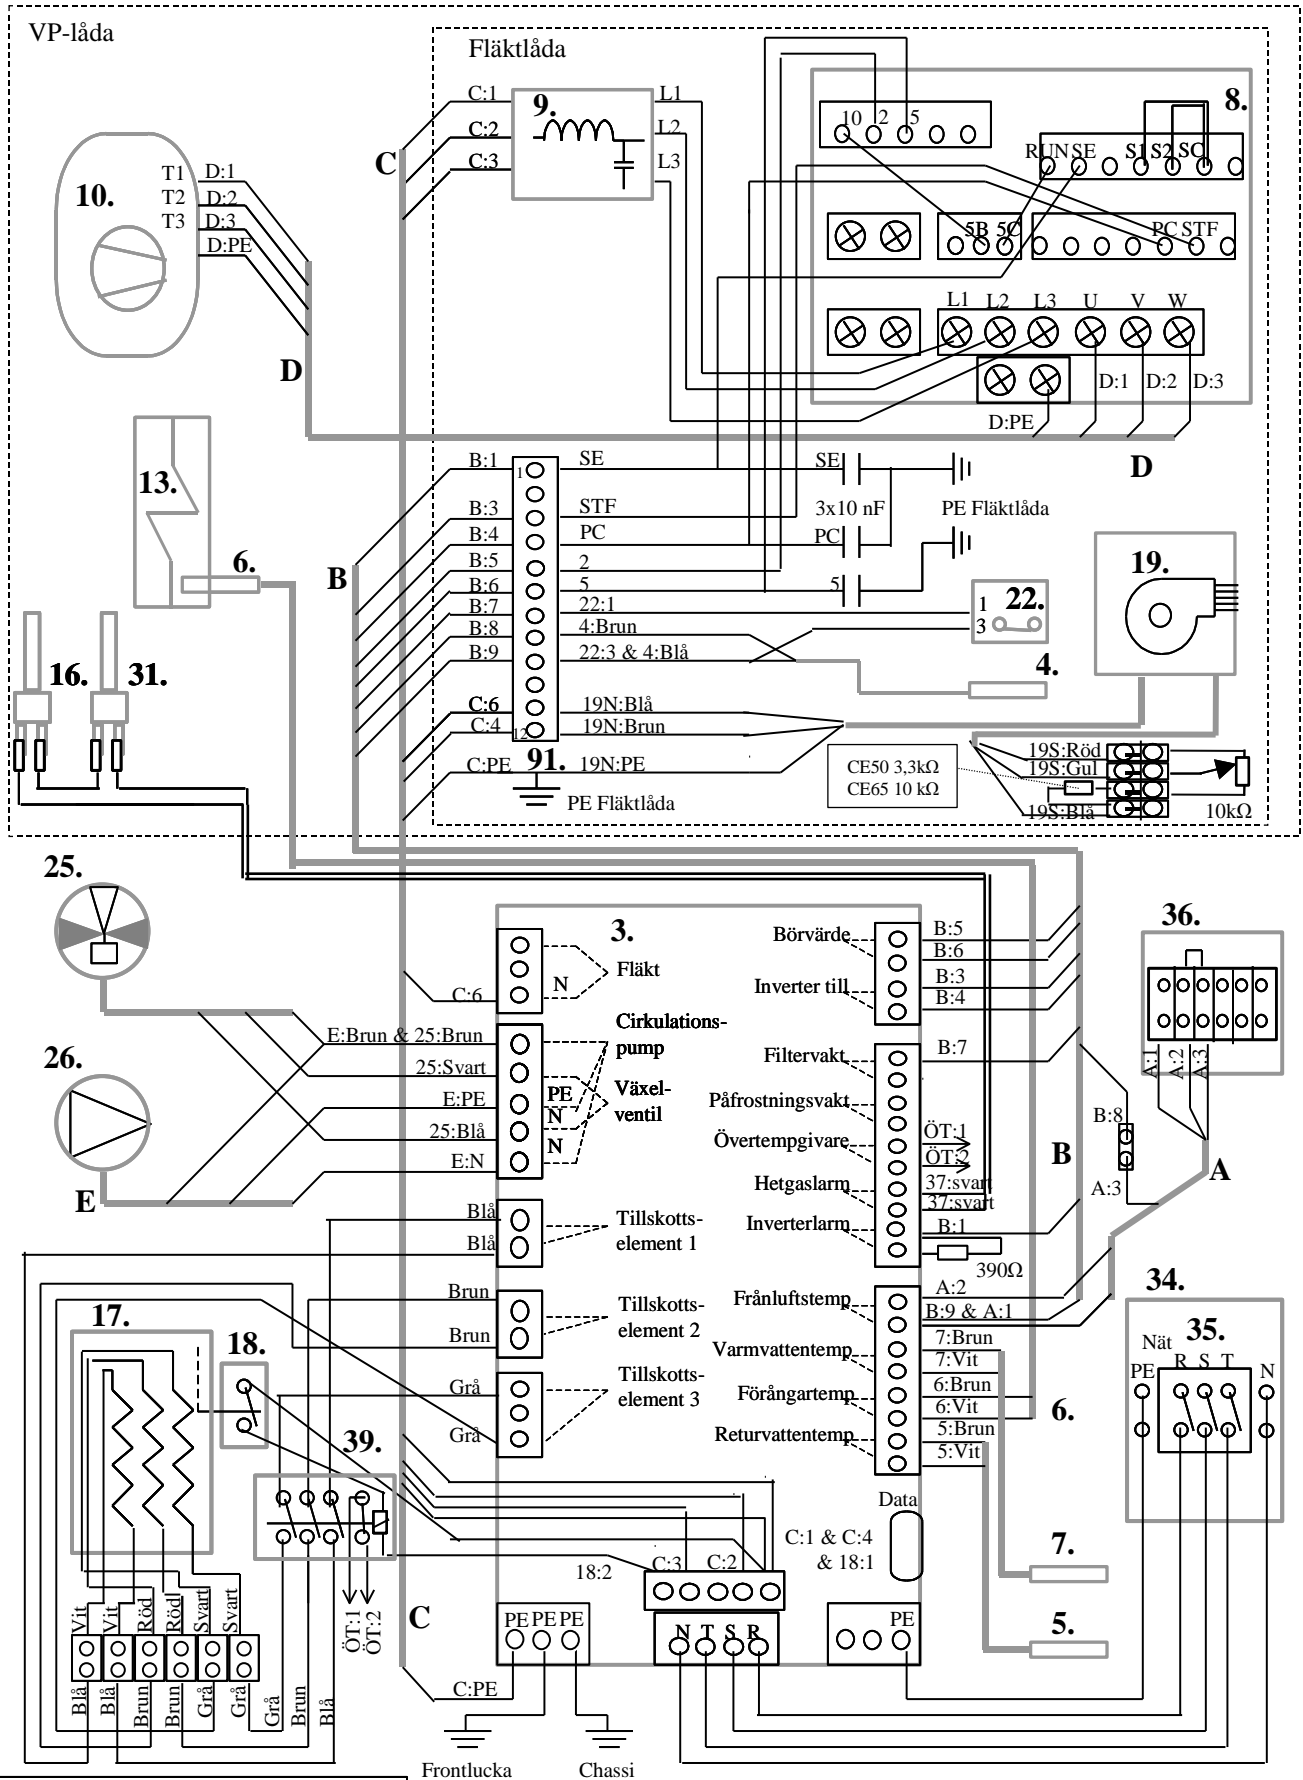 VP-låda
Fläktlåda
C:1
C:2
C:3
9.
L1
L2
L3
10
2
5
8.
RUN SE S1 S2 SC
C
10.
T1 D:1
T2 D:2
T3 D:3
D:PE
5B 5C
PC STF
L1 L2 L3 U V W
D
D:1 D:2 D:3
D:PE
D
13.
B:1
1
SE
SE
3x10 nF
PE Fläktlåda
B:3
STF
B:4
PC
PC
B:5
2
B:6
5
5
B:7
22:1
B:8
4:Brun
B:9
22:3 & 4:Blå
B
6.
1
3
22.
19.
4.
16.
31.
C:6
19N:Blå
C:4
12
19N:Brun
C:PE
91.
19N:PE
PE Fläktlåda
CE50 3,3kΩ
CE65 10 kΩ
19S:Röd
19S:Gul
19S:Blå
10kΩ
25.
26.
E
3.
Fläkt
N
C:6
E:Brun & 25:Brun
25:Svart
E:PE
25:Blå
E:N
PE
N
N
Cirkulations-
pump
Växel-
ventil
Börvärde
Inverter till
B:5
B:6
B:3
B:4
Filtervakt
B:7
Påfrostningsvakt
Övertempgivare
ÖT:1
ÖT:2
Hetgaslarm
37:svart
37:svart
Inverterlarm
B:1
390Ω
36.
A:1
A:2
A:3
B:8
A:3
B
A
Blå
Blå
Tillskotts-
element 1
Brun
Brun
Tillskotts-
element 2
Grå
Grå
Tillskotts-
element 3
Frånluftstemp
A:2
B:9 & A:1
Varmvattentemp
7:Brun
7:Vit
Förångartemp
6:Brun
6:Vit
Returvattentemp
5:Brun
5:Vit
6.
34.
Nät
35.
PE
R S T
N
17.
18.
39.
Data
C:1 & C:4
& 18:1
18:2
C:3
C:2
7.
5.
C
ÖT:1
ÖT:2
Vit
Vit
Röd
Röd
Svart
Svart
Blå
Blå
Brun
Brun
Grå
Grå
Grå
Brun
Blå
PE PE PE
N T S R
PE
C:PE
Frontlucka
Chassi